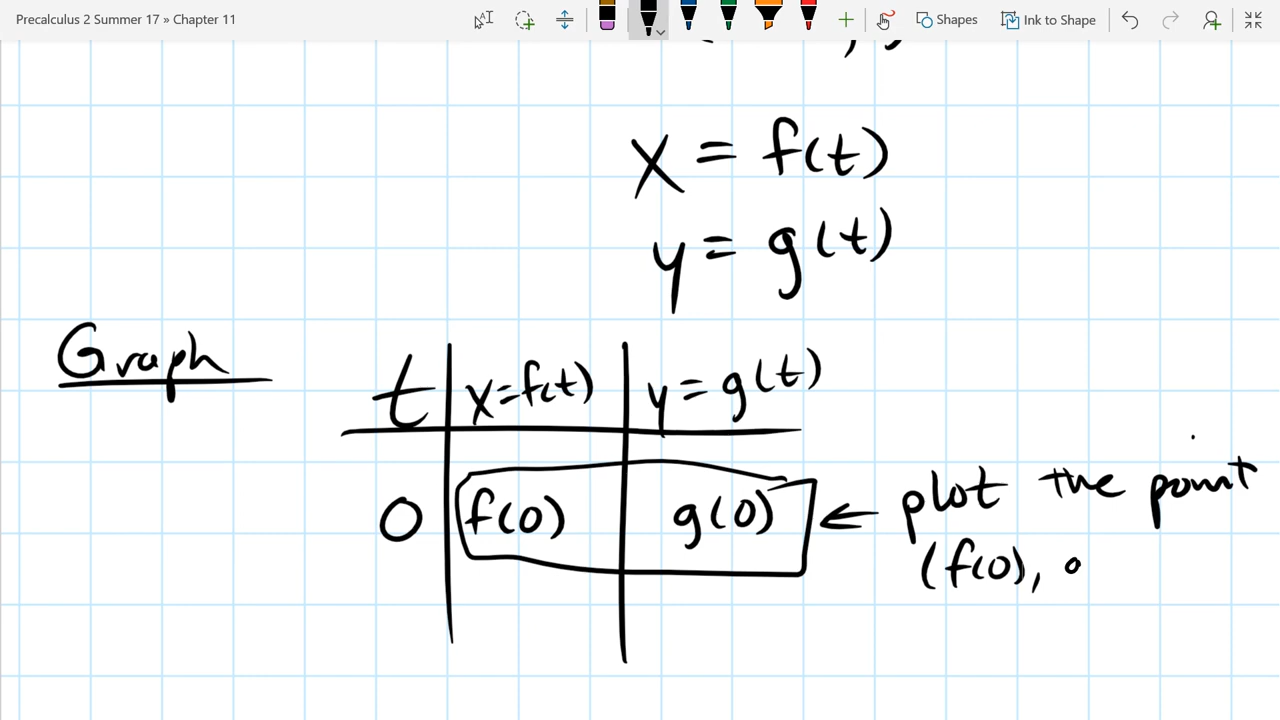 Precalculus 2 Summer 17 » Chapter 11
Shapes
Ink to Shape
x = f(t)
y = g(t)
Graph
t x=f(t) y=g(t)
0 f(0) g(0) ← plot the point
(f(0),